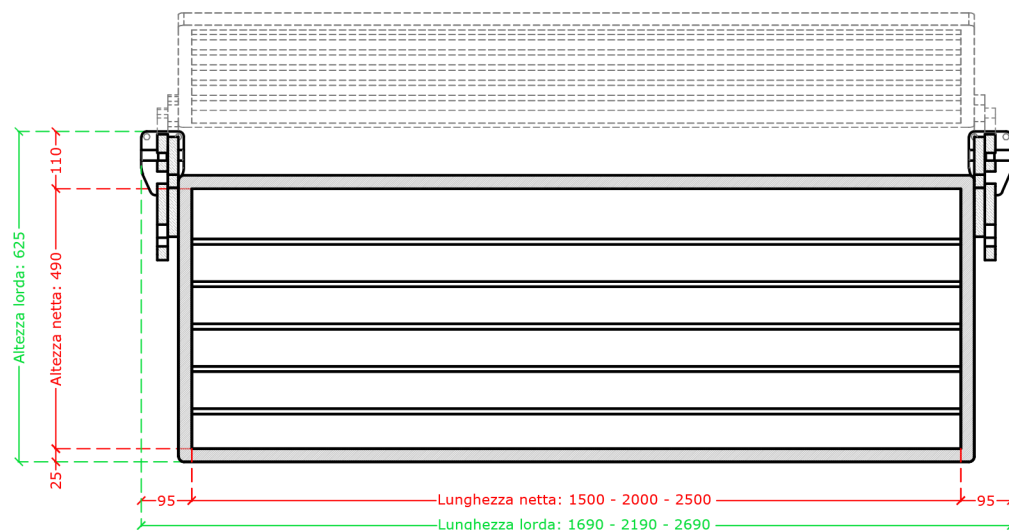 110
Altezza lorda: 625
Altezza netta: 490
25
95
Lunghezza netta: 1500 - 2000 - 2500
95
Lunghezza lorda: 1690 - 2190 - 2690